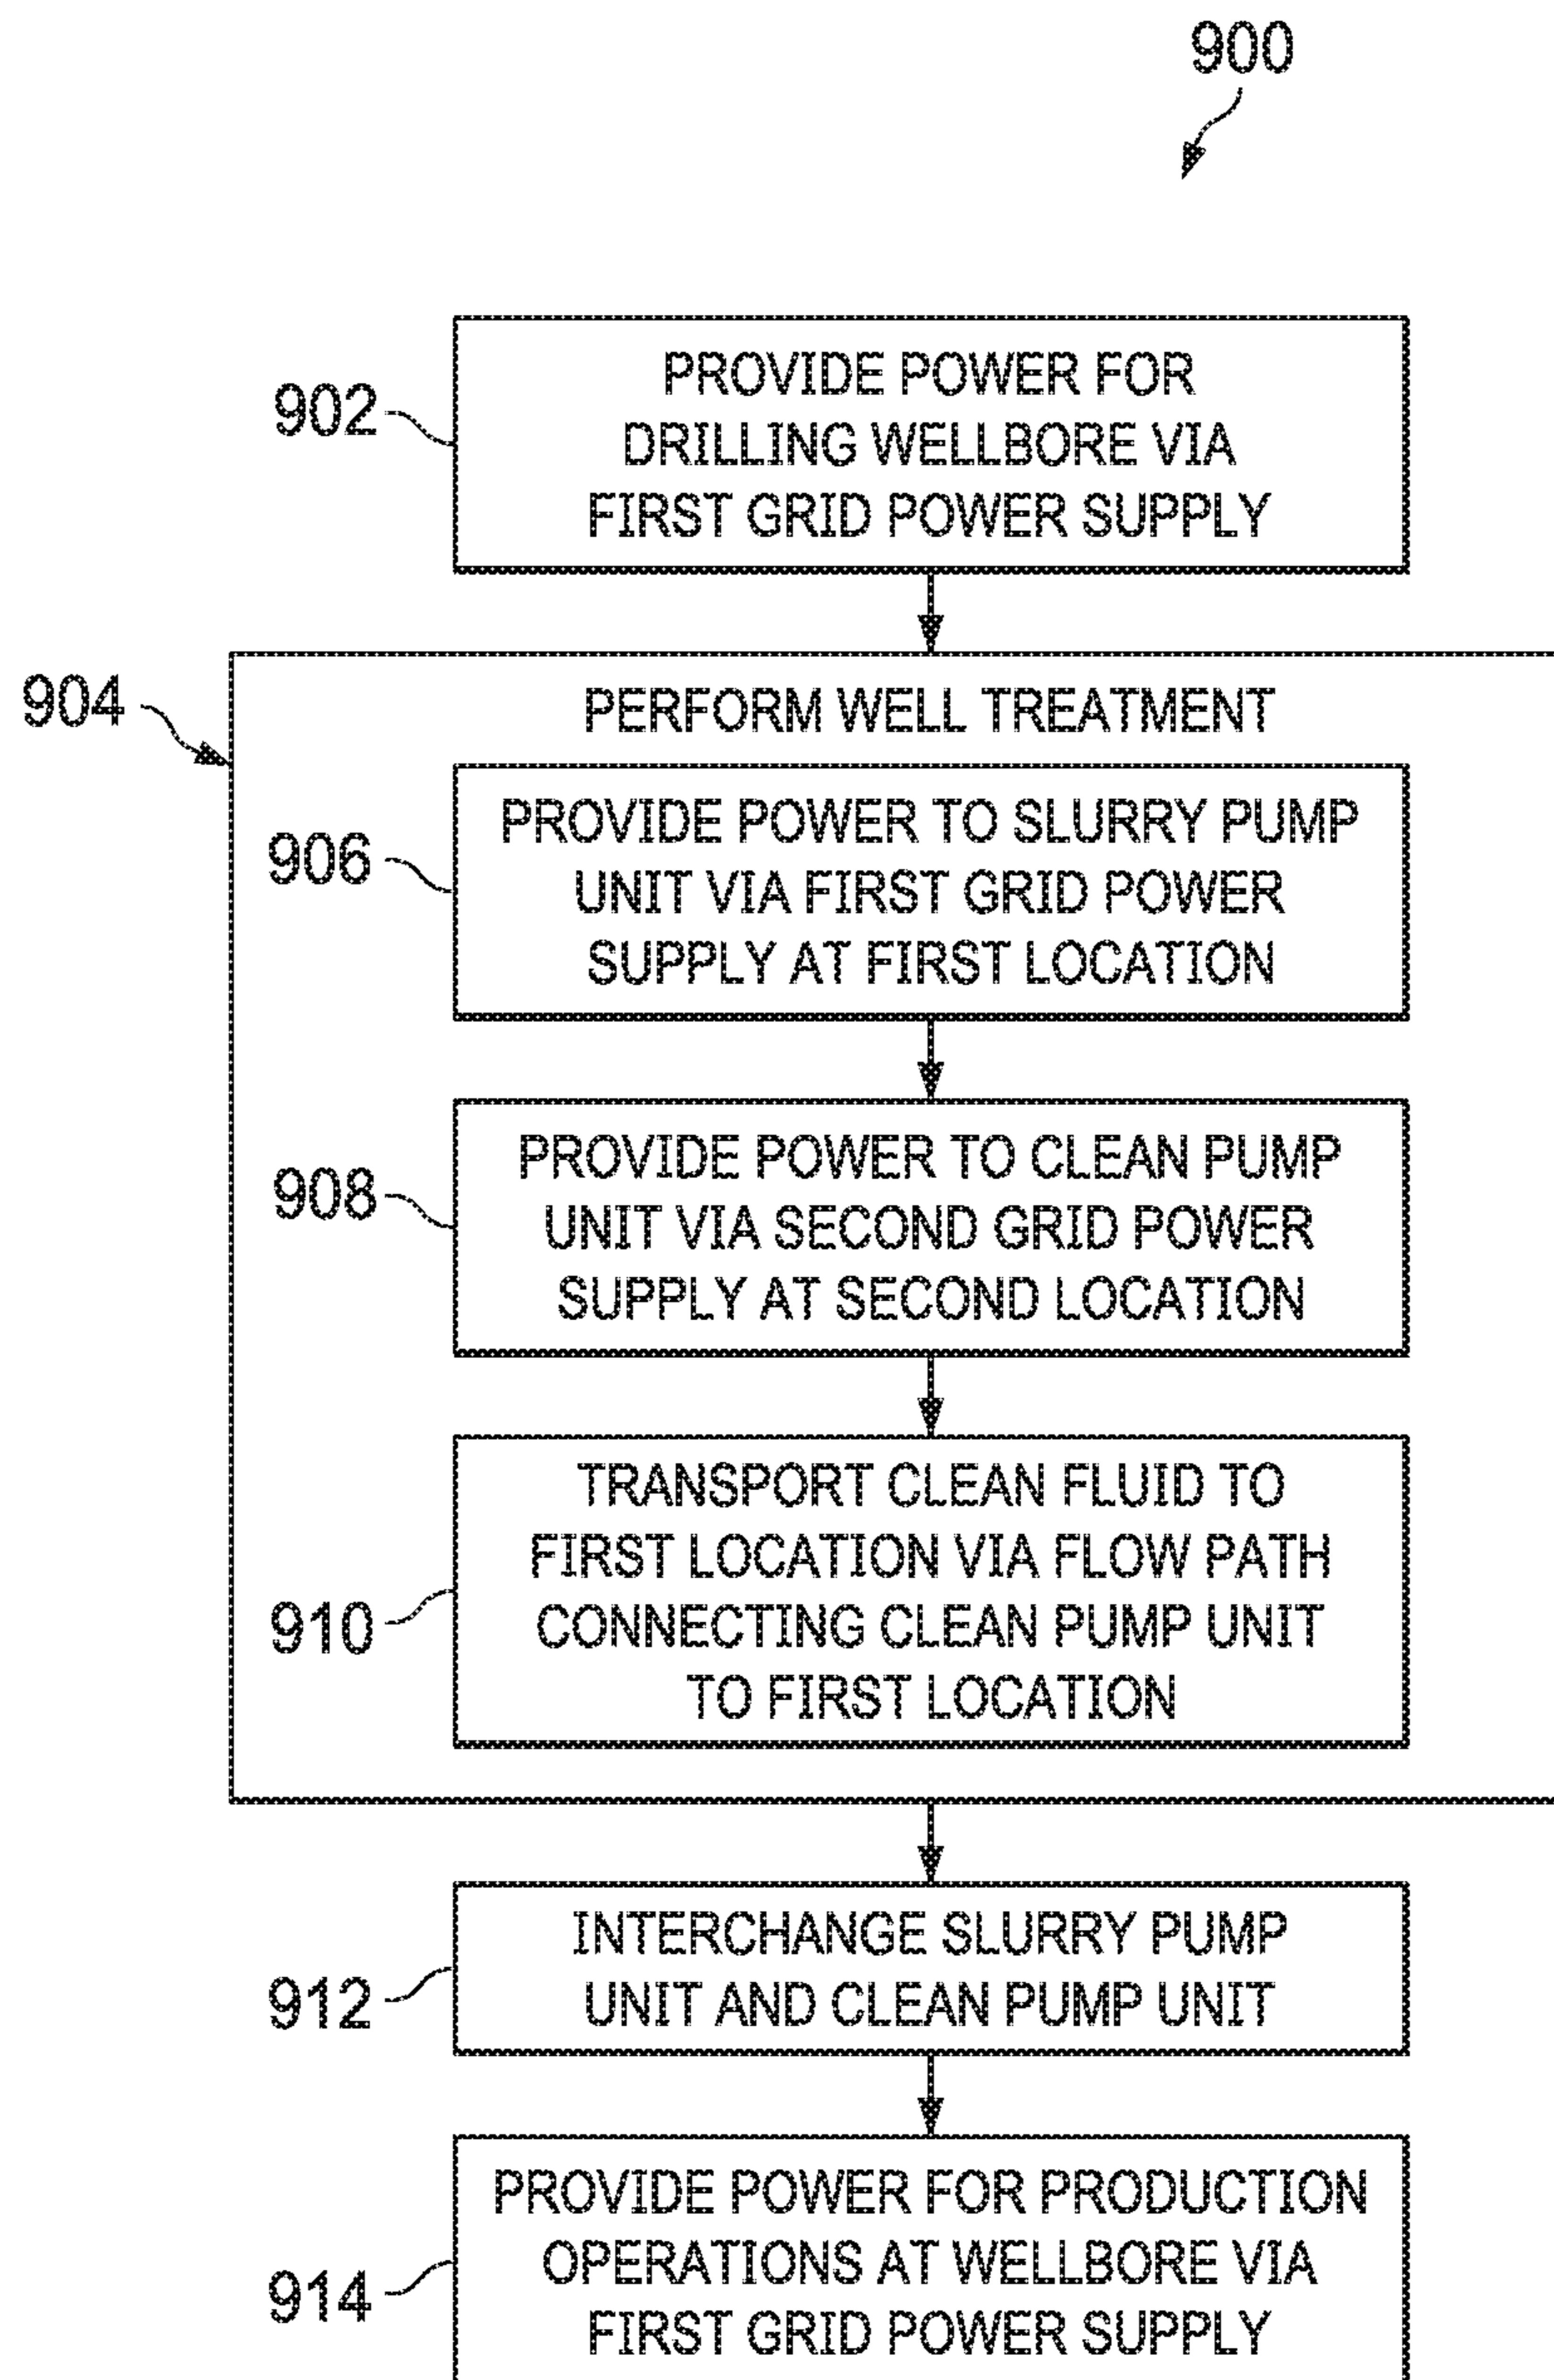 900
902
PROVIDE POWER FOR
DRILLING WELLBORE VIA
FIRST GRID POWER SUPPLY
904
PERFORM WELL TREATMENT
906
PROVIDE POWER TO SLURRY PUMP
UNIT VIA FIRST GRID POWER
SUPPLY AT FIRST LOCATION
908
PROVIDE POWER TO CLEAN PUMP
UNIT VIA SECOND GRID POWER
SUPPLY AT SECOND LOCATION
910
TRANSPORT CLEAN FLUID TO
FIRST LOCATION VIA FLOW PATH
CONNECTING CLEAN PUMP UNIT
TO FIRST LOCATION
912
INTERCHANGE SLURRY PUMP
UNIT AND CLEAN PUMP UNIT
914
PROVIDE POWER FOR PRODUCTION
OPERATIONS AT WELLBORE VIA
FIRST GRID POWER SUPPLY